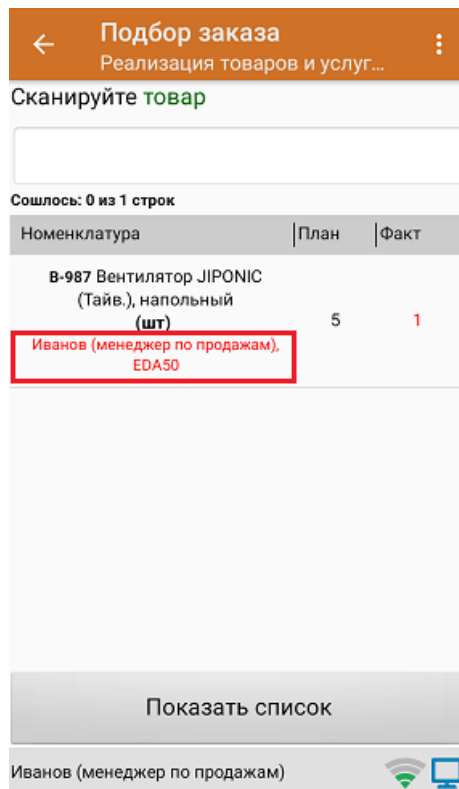 Подбор заказа
Реализация товаров и услуг...
Сканируйте товар
Сошлось: 0 из 1 строк
Номенклатура План Факт
B-987 Вентилятор JIPONIC
(Тайв.), напольный
(шт) 5 1
Иванов (менеджер по продажам),
EDA50
Показать список
Иванов (менеджер по продажам)